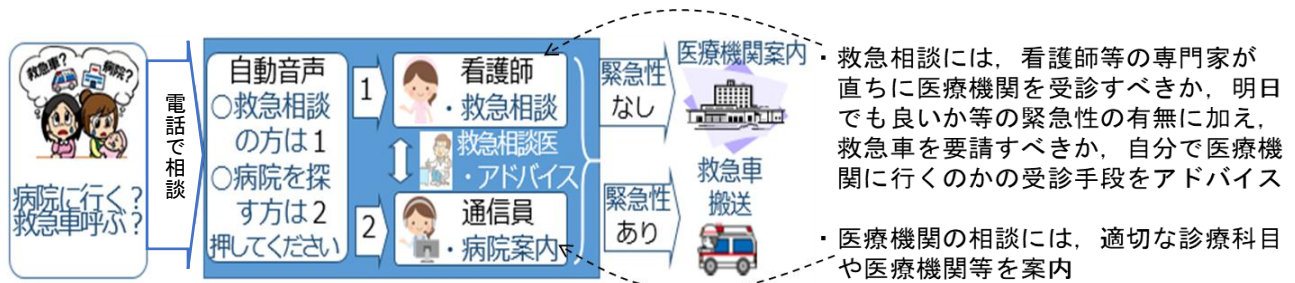 救急車?
病院?
病院に行く?
救急車呼ぶ?
電話で相談
自動音声
○救急相談
の方は1
○病院を探
す方は2
押してください
1
看護師
・救急相談
救急相談医
・アドバイス
2
通信員
・病院案内
緊急性
なし
医療機関案内
緊急性
あり
救急車
搬送
・救急相談には，看護師等の専門家が
直ちに医療機関を受診すべきか，明日
でも良いか等の緊急性の有無に加え，
救急車を要請すべきか，自分で医療機
関に行くのかの受診手段をアドバイス
・医療機関の相談には，適切な診療科目
や医療機関等を案内